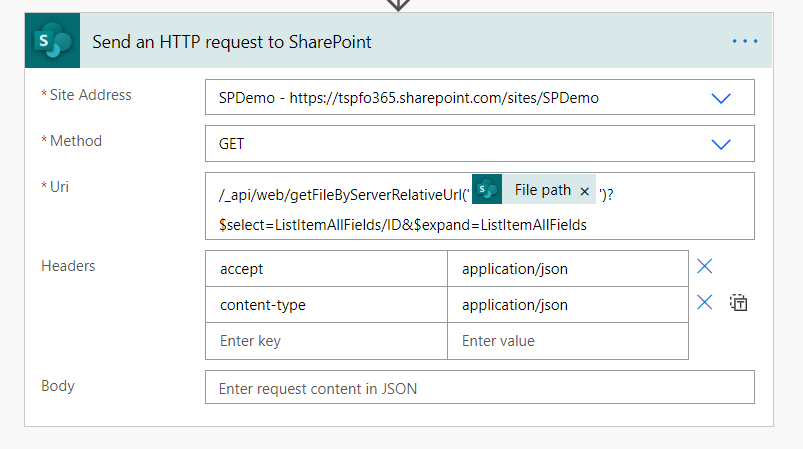 Send an HTTP request to SharePoint
...
* Site Address
SPDemo - https://tspfo365.sharepoint.com/sites/SPDemo
* Method
GET
* Uri
/_api/web/getFileByServerRelativeUrl(' File path × ')?
$select=ListItemAllFields/ID&$expand=ListItemAllFields
Headers
accept application/json
content-type application/json
Enter key Enter value
Body
Enter request content in JSON